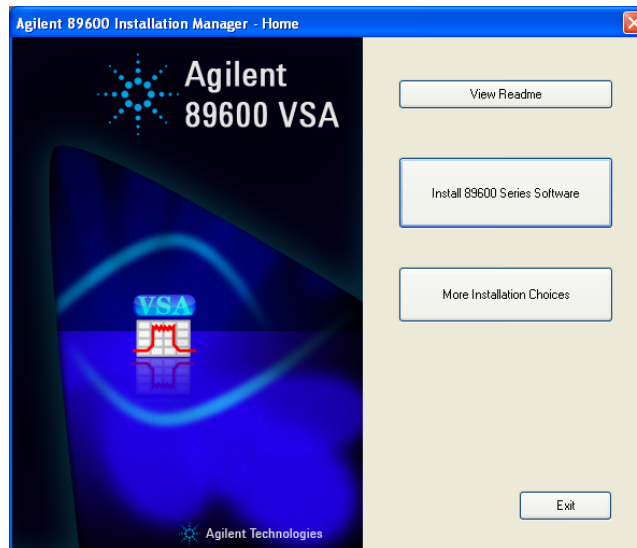 Agilent 89600 Installation Manager - Home
Agilent
89600 VSA
View Readme
Install 89600 Series Software
More Installation Choices
VSA
Exit
Agilent Technologies